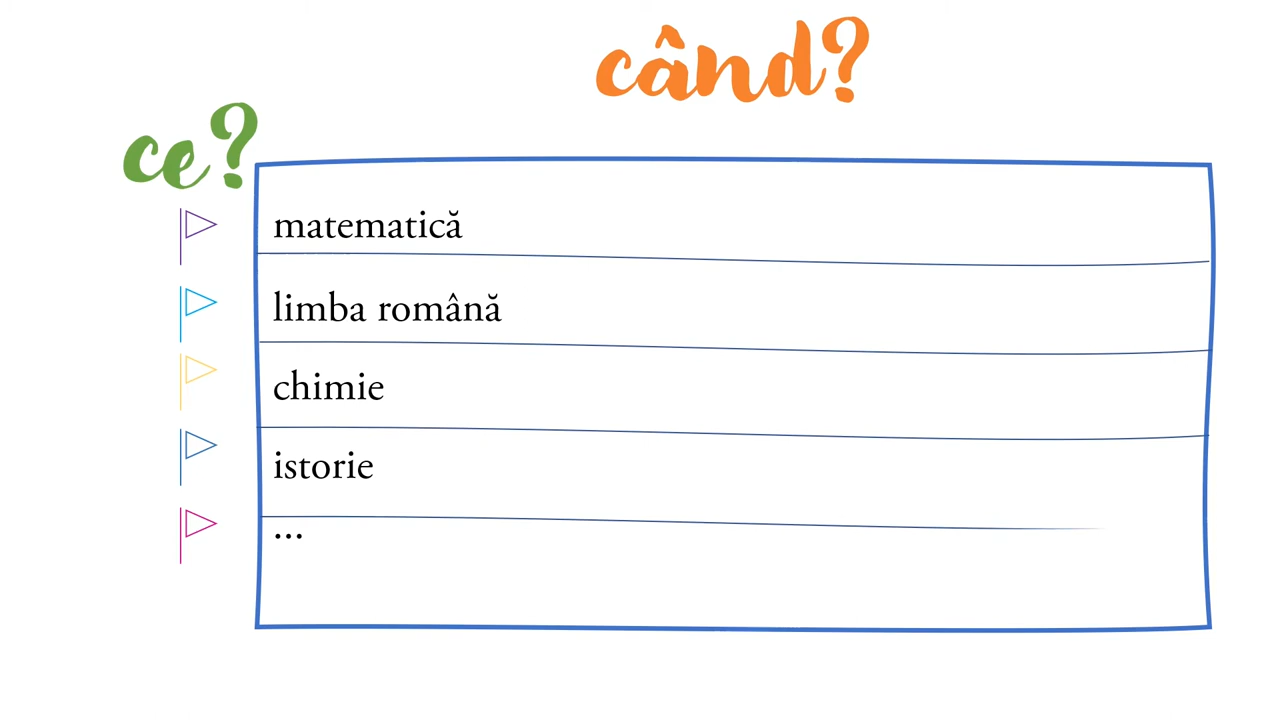 când?
ce?
matematică
limba română
chimie
istorie
...